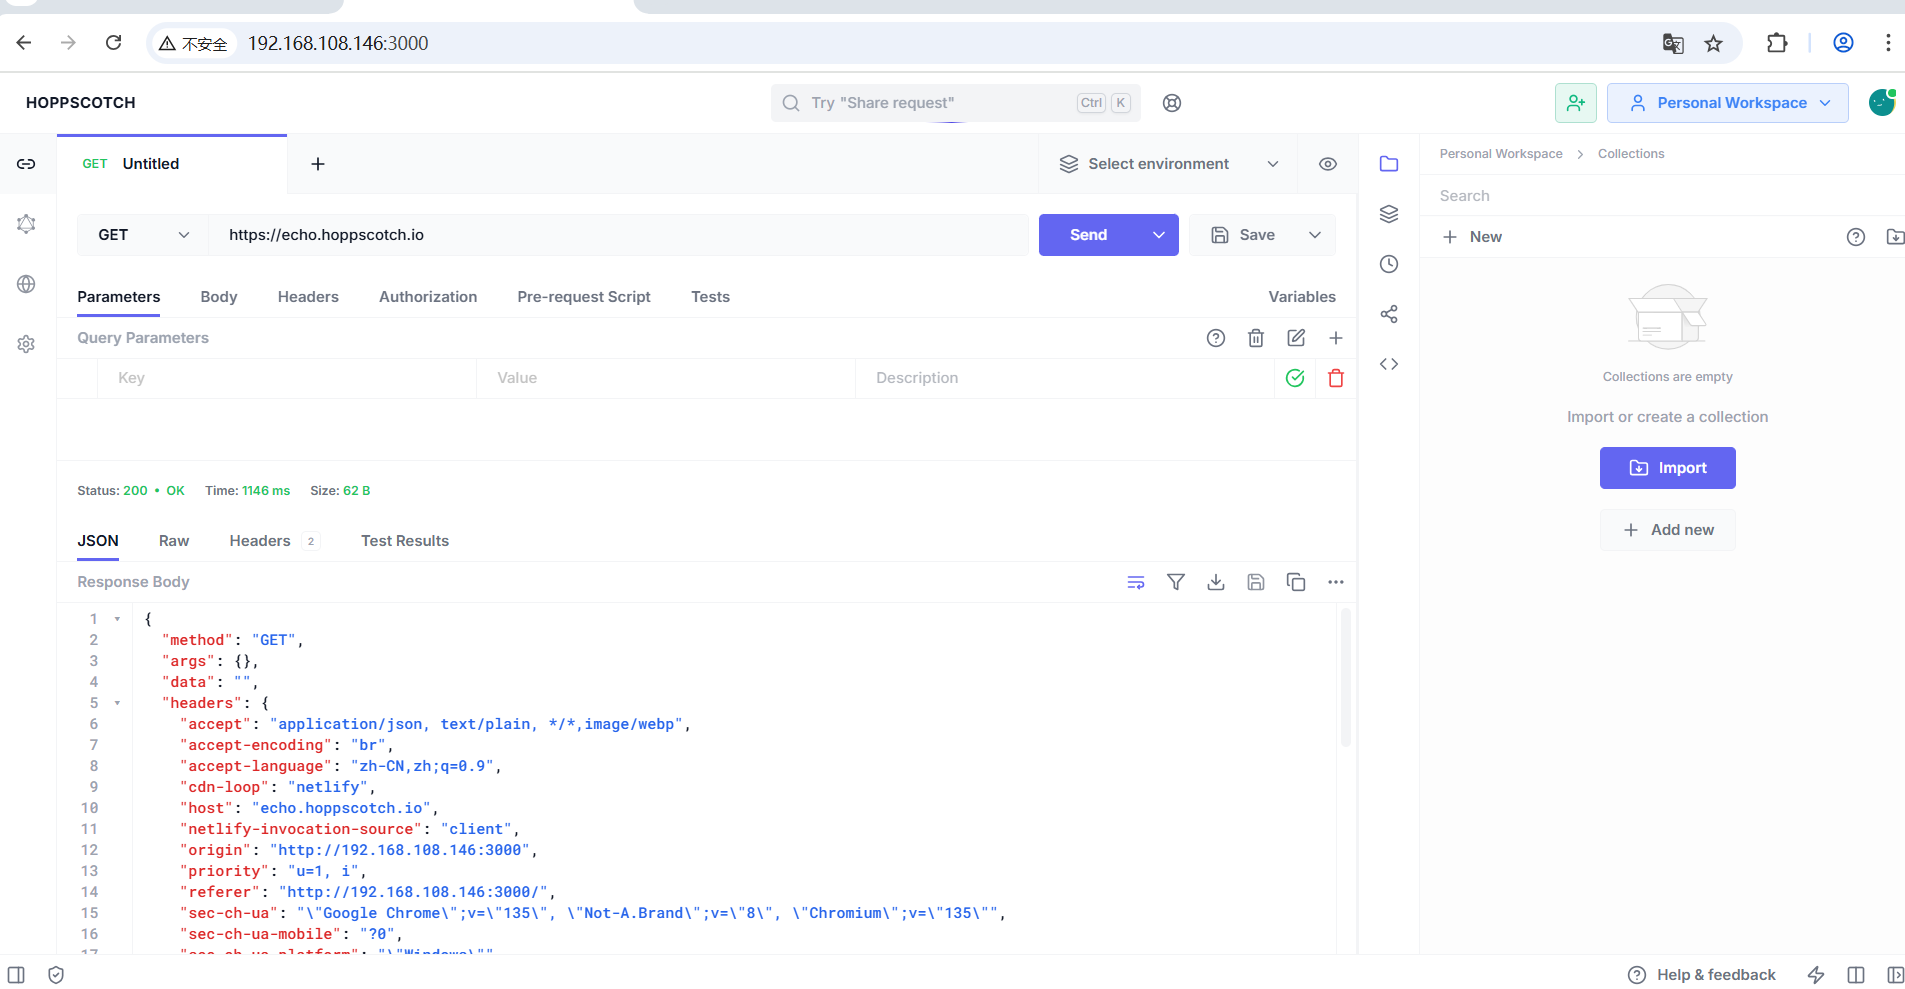 不安全 192.168.108.146:3000
HOPPSCOTCH
Try "Share request" Ctrl K
Personal Workspace
GET Untitled
Select environment
Personal Workspace > Collections
Search
GET https://echo.hoppscotch.io Send Save
New
Parameters Body Headers Authorization Pre-request Script Tests Variables
Query Parameters
Key Value Description
Collections are empty
Import or create a collection
Import
Add new
Status: 200 • OK Time: 1146 ms Size: 62 B
JSON Raw Headers 2 Test Results
Response Body
1 {
2 "method": "GET",
3 "args": {},
4 "data": "",
5 "headers": {
6 "accept": "application/json, text/plain, */*,image/webp",
7 "accept-encoding": "br",
8 "accept-language": "zh-CN,zh;q=0.9",
9 "cdn-loop": "netlify",
10 "host": "echo.hoppscotch.io",
11 "netlify-invocation-source": "client",
12 "origin": "http://192.168.108.146:3000",
13 "priority": "u=1, i",
14 "referer": "http://192.168.108.146:3000/",
15 "sec-ch-ua": "\"Google Chrome\";v=\"135\", \"Not-A.Brand\";v=\"8\", \"Chromium\";v=\"135\"",
16 "sec-ch-ua-mobile": "?0",
17 "sec-ch-ua-platform": "\"Windows\""
Help & feedback